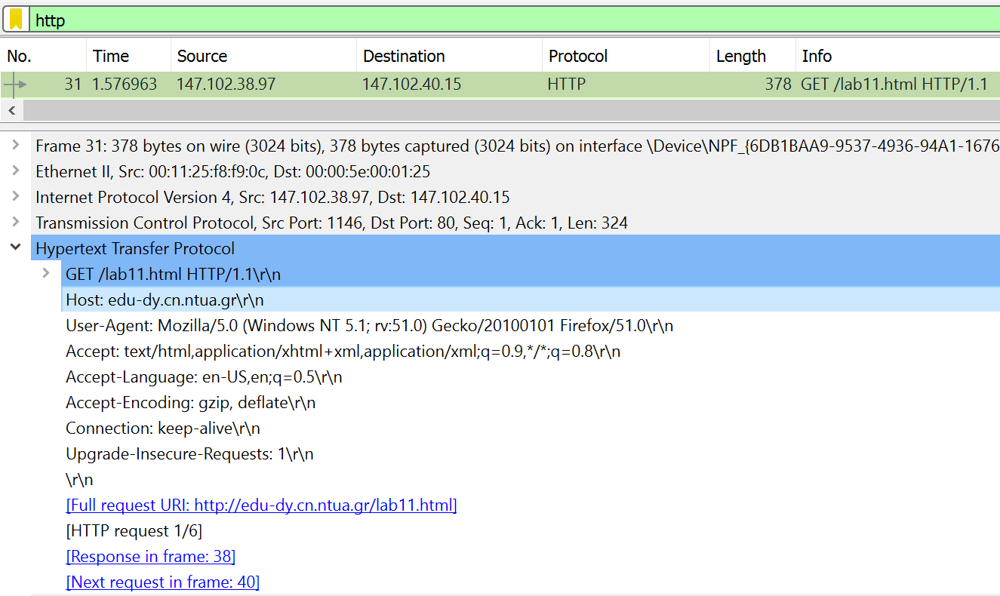 http
No. Time Source Destination Protocol Length Info
31 1.576963 147.102.38.97 147.102.40.15 HTTP 378 GET /lab11.html HTTP/1.1
Frame 31: 378 bytes on wire (3024 bits), 378 bytes captured (3024 bits) on interface \Device\NPF_{6DB1BAA9-9537-4936-94A1-1676
Ethernet II, Src: 00:11:25:f8:f9:0c, Dst: 00:00:5e:00:01:25
Internet Protocol Version 4, Src: 147.102.38.97, Dst: 147.102.40.15
Transmission Control Protocol, Src Port: 1146, Dst Port: 80, Seq: 1, Ack: 1, Len: 324
Hypertext Transfer Protocol
GET /lab11.html HTTP/1.1\r\n
Host: edu-dy.cn.ntua.gr\r\n
User-Agent: Mozilla/5.0 (Windows NT 5.1; rv:51.0) Gecko/20100101 Firefox/51.0\r\n
Accept: text/html,application/xhtml+xml,application/xml;q=0.9,*/*;q=0.8\r\n
Accept-Language: en-US,en;q=0.5\r\n
Accept-Encoding: gzip, deflate\r\n
Connection: keep-alive\r\n
Upgrade-Insecure-Requests: 1\r\n
\r\n
[Full request URI: http://edu-dy.cn.ntua.gr/lab11.html]
[HTTP request 1/6]
[Response in frame: 38]
[Next request in frame: 40]